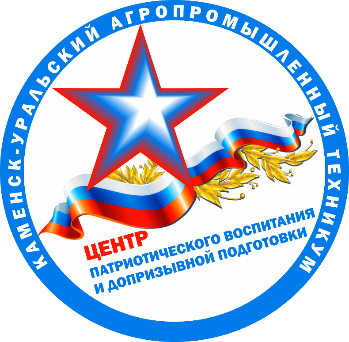 КАМЕНСК-УРАЛЬСКИЙ АГРОПРОМЫШЛЕННЫЙ ТЕХНИКУМ
ЦЕНТР
ПАТРИОТИЧЕСКОГО ВОСПИТАНИЯ
И ДОПРИЗЫВНОЙ ПОДГОТОВКИ